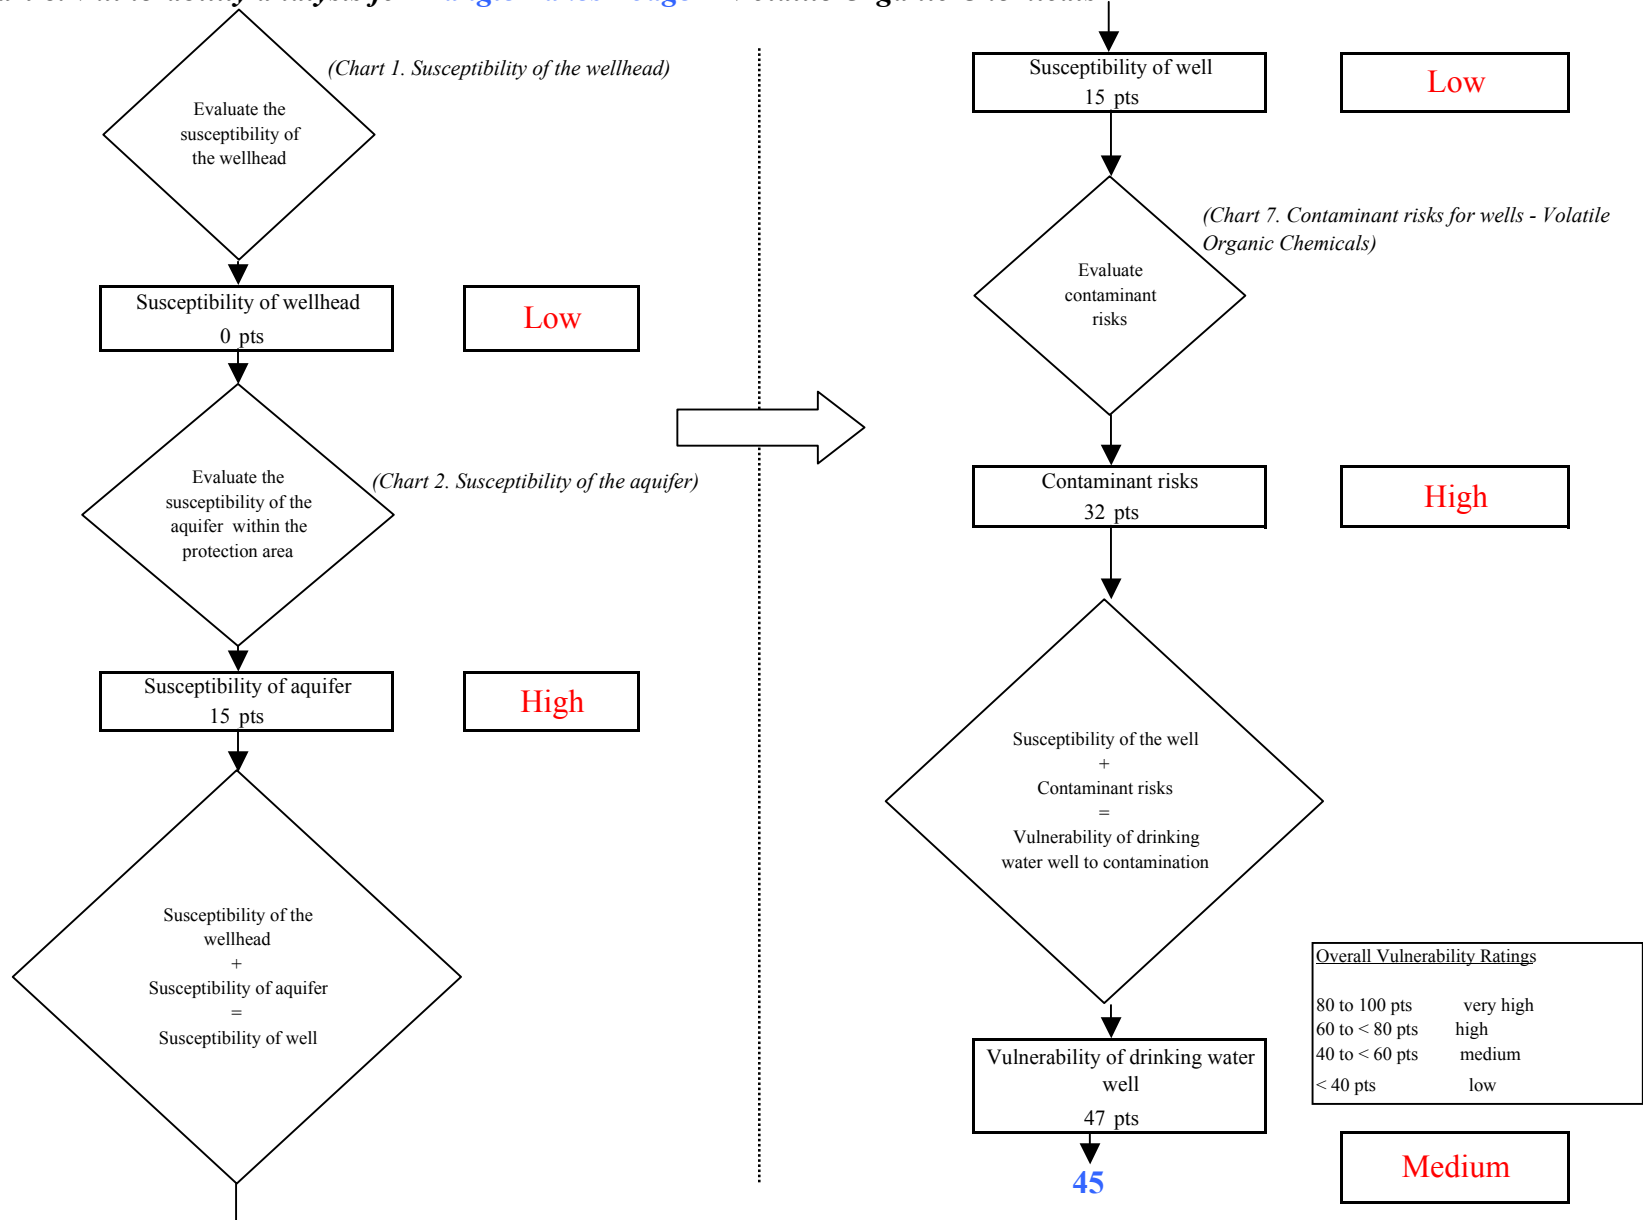 (Chart 1. Susceptibility of the wellhead)
Evaluate the
susceptibility of
the wellhead
Susceptibility of wellhead
0 pts
Low
Evaluate the
susceptibility of the
aquifer within the
protection area
(Chart 2. Susceptibility of the aquifer)
Susceptibility of aquifer
15 pts
High
Susceptibility of the
wellhead
+
Susceptibility of aquifer
=
Susceptibility of well
Susceptibility of well
15 pts
Low
(Chart 7. Contaminant risks for wells - Volatile
Organic Chemicals)
Evaluate
contaminant
risks
Contaminant risks
32 pts
High
Susceptibility of the well
+
Contaminant risks
=
Vulnerability of drinking
water well to contamination
Overall Vulnerability Ratings
80 to 100 pts very high
60 to < 80 pts high
40 to < 60 pts medium
< 40 pts low
Vulnerability of drinking water
well
47 pts
45
Medium